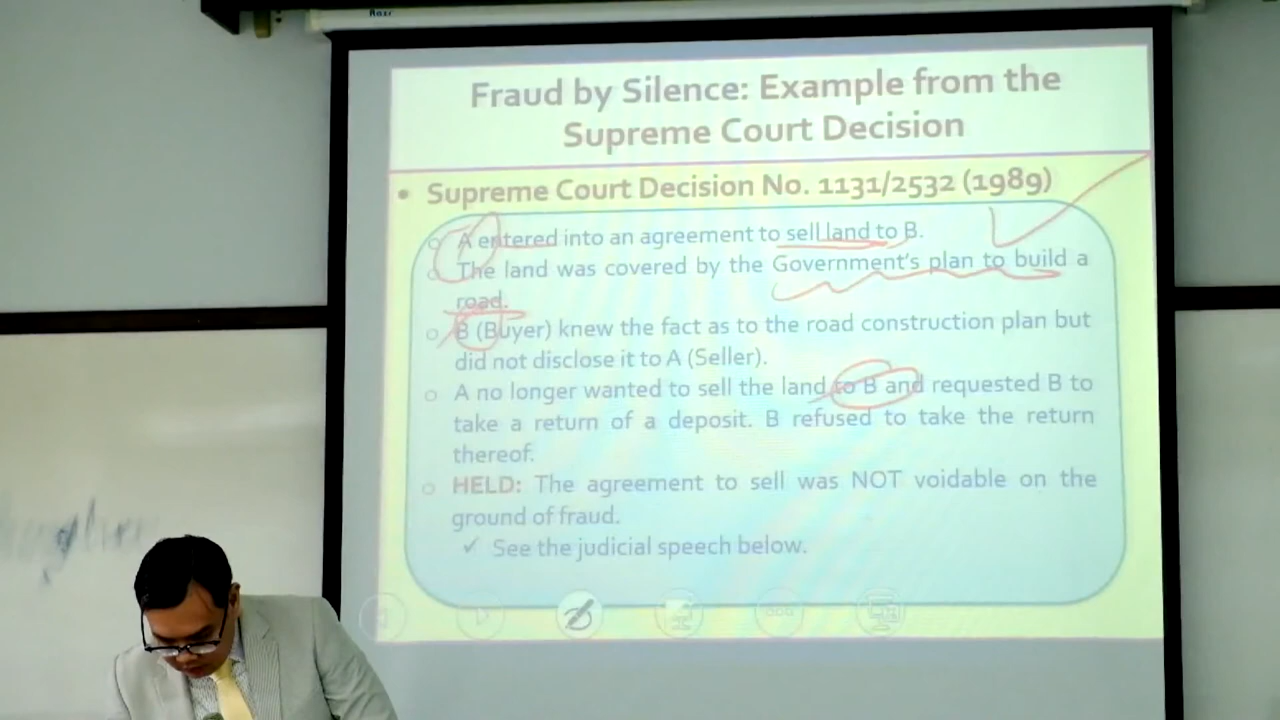 Fraud by Silence: Example from the
Supreme Court Decision
• Supreme Court Decision No. 1131/2532 (1989)
○ A entered into an agreement to sell land to B.
○ The land was covered by the Government's plan to build a
road.
○ B (Buyer) knew the fact as to the road construction plan but
did not disclose it to A (Seller).
○ A no longer wanted to sell the land to B and requested B to
take a return of a deposit. B refused to take the return
thereof.
○ HELD: The agreement to sell was NOT voidable on the
ground of fraud.
✓ See the judicial speech below.